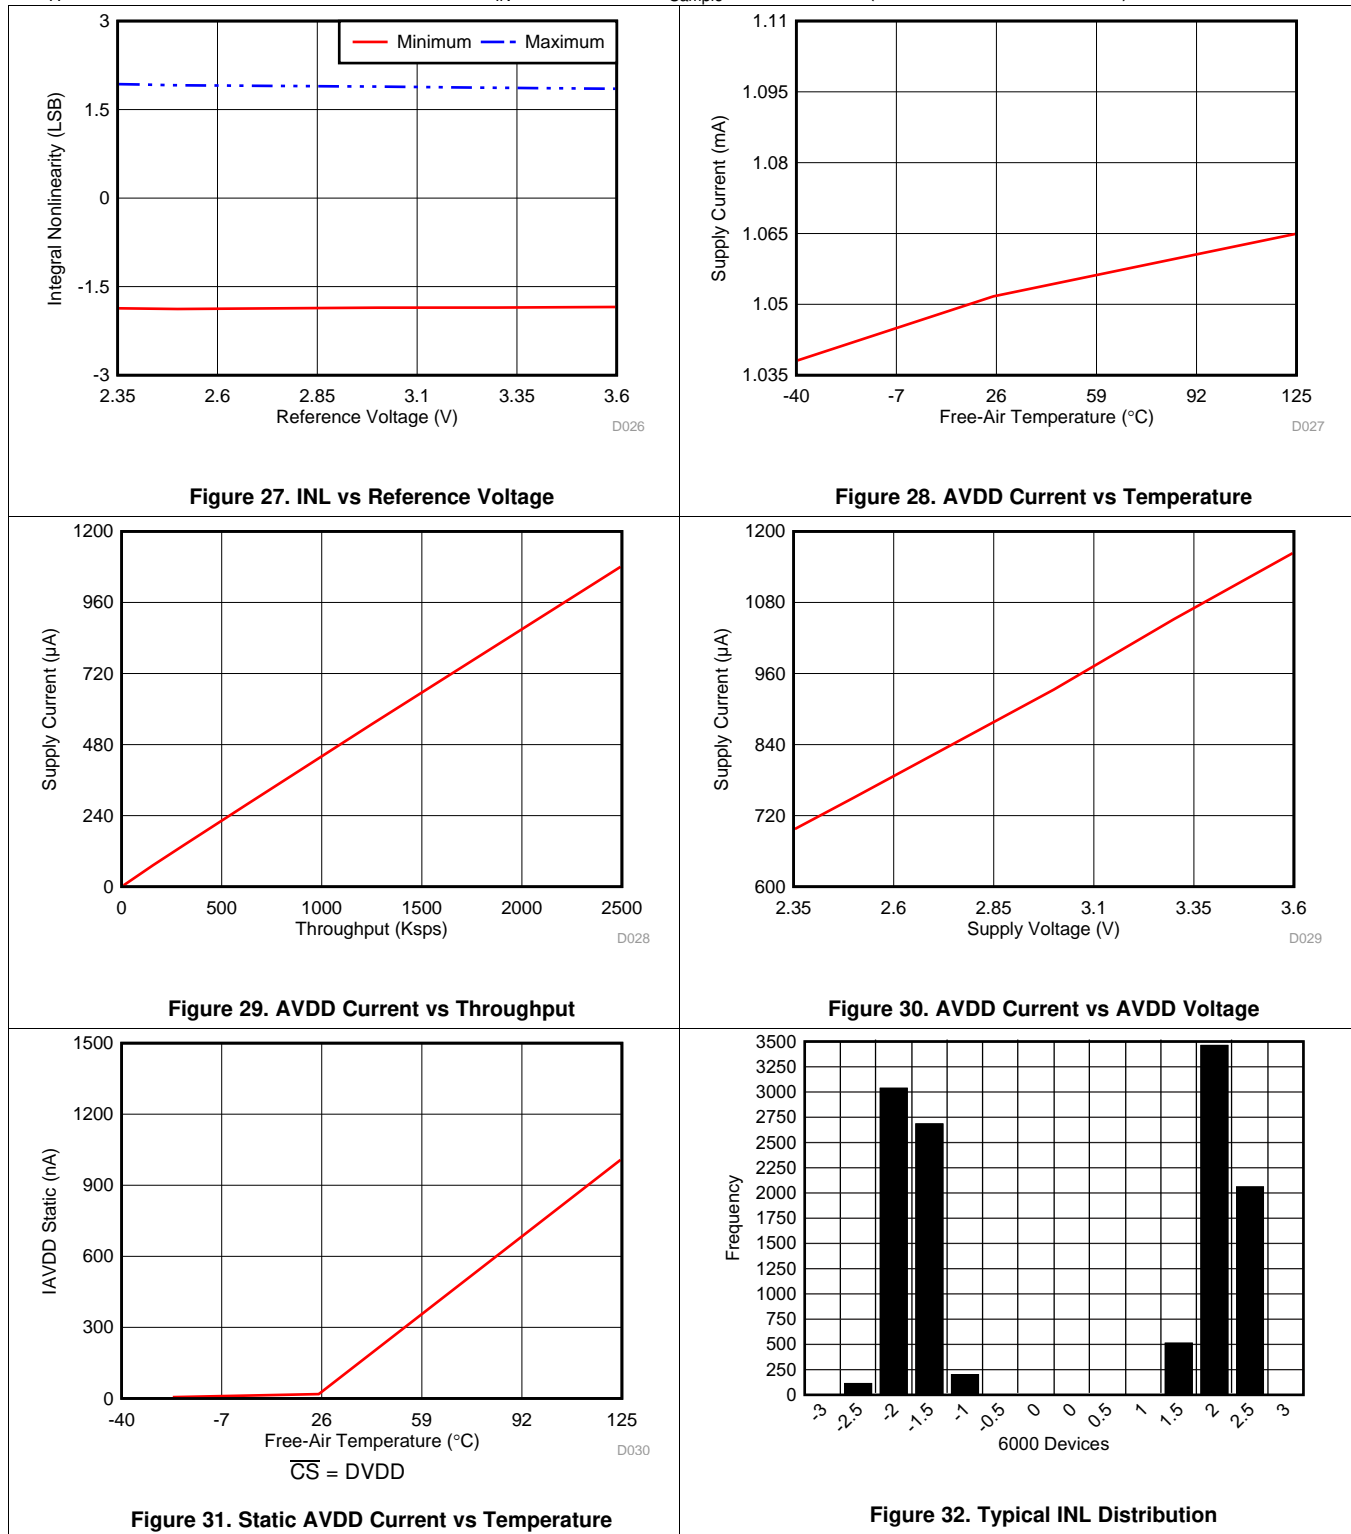 IN
Sample
3
1.5
0
-1.5
-3
Integral Nonlinearity (LSB)
Minimum
Maximum
2.35 2.6 2.85 3.1 3.35 3.6
Reference Voltage (V)
D026
Figure 27. INL vs Reference Voltage
1.11
1.095
1.08
1.065
1.05
1.035
Supply Current (mA)
-40 -7 26 59 92 125
Free-Air Temperature (°C)
D027
Figure 28. AVDD Current vs Temperature
1200
960
720
480
240
0
Supply Current (µA)
0 500 1000 1500 2000 2500
Throughput (Ksps)
D028
Figure 29. AVDD Current vs Throughput
1200
1080
960
840
720
600
Supply Current (µA)
2.35 2.6 2.85 3.1 3.35 3.6
Supply Voltage (V)
D029
Figure 30. AVDD Current vs AVDD Voltage
1500
1200
900
600
300
0
IAVDD Static (nA)
-40 -7 26 59 92 125
Free-Air Temperature (°C)
D030
CS = DVDD
Figure 31. Static AVDD Current vs Temperature
3500
3250
3000
2750
2500
2250
2000
1750
1500
1250
1000
750
500
250
0
Frequency
-3 -2.5 -2 -1.5 -1 -0.5 0 0 0.5 1 1.5 2 2.5 3
6000 Devices
Figure 32. Typical INL Distribution